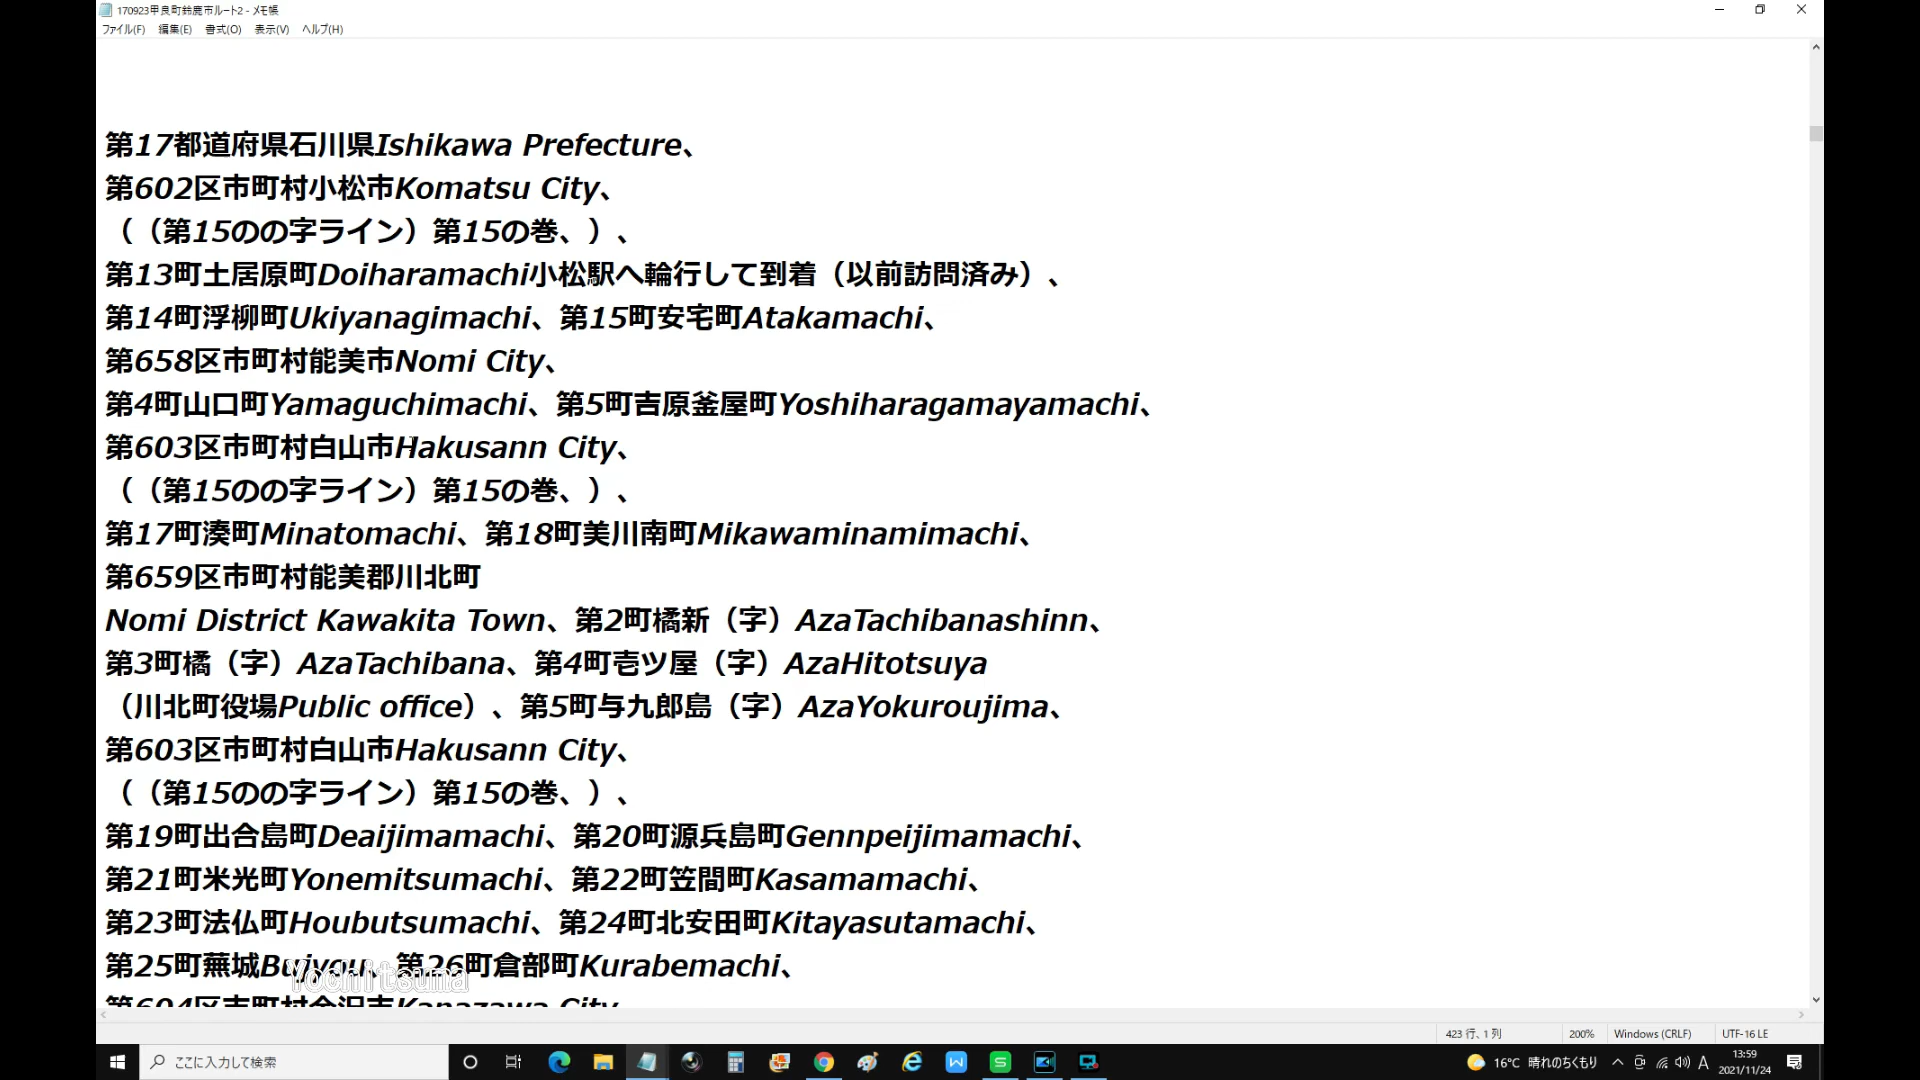 170923甲良町鈴鹿市ルート2 - メモ帳
ファイル(F) 編集(E) 書式(O) 表示(V) ヘルプ(H)
第17都道府県石川県Ishikawa Prefecture、
第602区市町村小松市Komatsu City、
（（第15のの字ライン）第15の巻、）、
第13町土居原町Doiharamachi小松駅へ輪行して到着（以前訪問済み）、
第14町浮柳町Ukiyanagimachi、第15町安宅町Atakamachi、
第658区市町村能美市Nomi City、
第4町山口町Yamaguchimachi、第5町吉原釜屋町Yoshiharagamayamachi、
第603区市町村白山市Hakusann City、
（（第15のの字ライン）第15の巻、）、
第17町湊町Minatomachi、第18町美川南町Mikawaminamimachi、
第659区市町村能美郡川北町
Nomi District Kawakita Town、第2町橘新（字）AzaTachibanashinn、
第3町橘（字）AzaTachibana、第4町壱ツ屋（字）AzaHitotsuya
（川北町役場Public office）、第5町与九郎島（字）AzaYokuroujima、
第603区市町村白山市Hakusann City、
（（第15のの字ライン）第15の巻、）、
第19町出合島町Deaijimamachi、第20町源兵島町Gennpeijimamachi、
第21町米光町Yonemitsumachi、第22町笠間町Kasamamachi、
第23町法仏町Houbutsumachi、第24町北安田町Kitayasutamachi、
第25町蕪城Bujyou、第26町倉部町Kurabemachi、
Yochitsuna
第604区市町村金沢市Kanazawa City
423 行、1 列 200% Windows (CRLF) UTF-16 LE
ここに入力して検索 16°C 晴れのちくもり A 13:59
2021/11/24